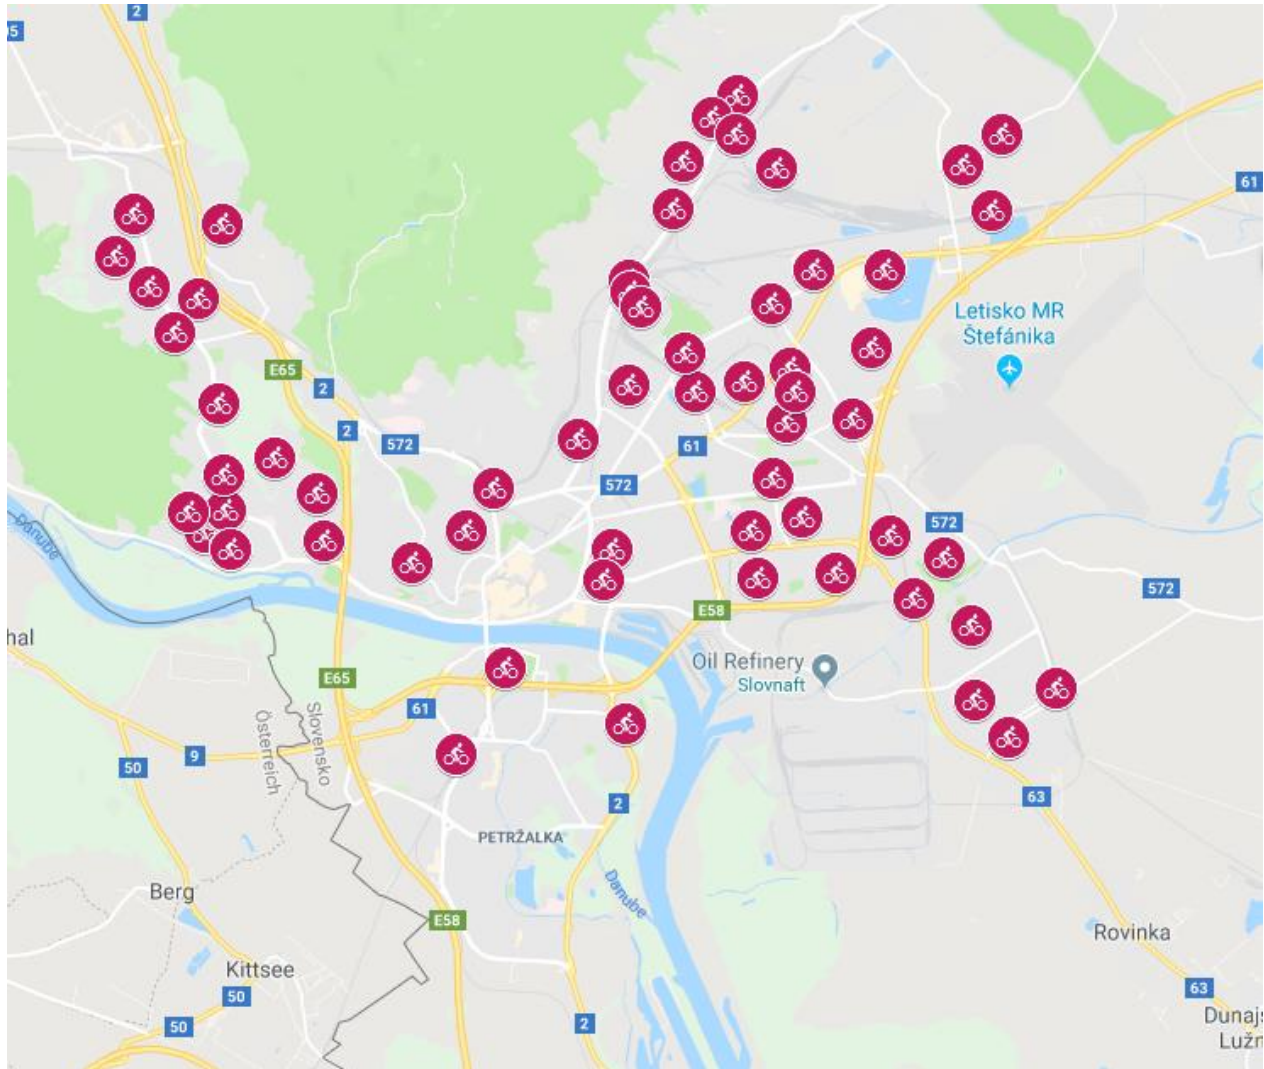 2
5
61
Letisko MR
Štefánika
E65
2
2
572
61
572
572
Danube
572
E58
hal
Oil Refinery
Slovnaft
E65
Slovensko
Österreich
61
9
50
63
2
PETRŽALKA
Danube
Berg
E58
Rovinka
Kittsee
50
63
50
2
Dunajs
Lužn